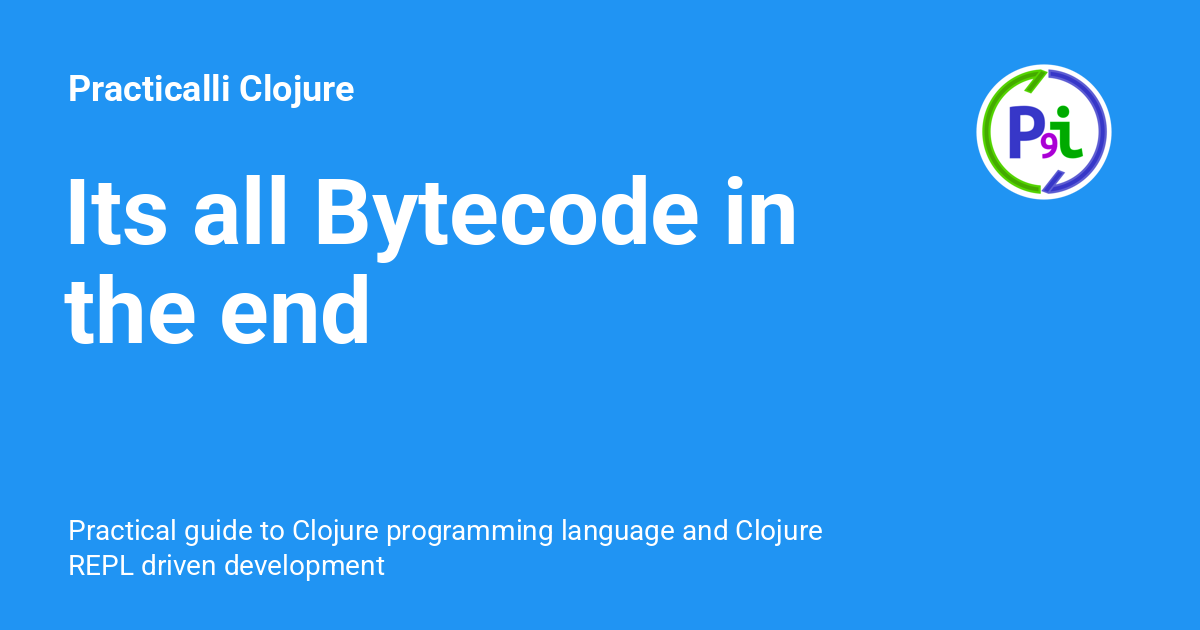 Practicalli Clojure
P9i
Its all Bytecode in
the end
Practical guide to Clojure programming language and Clojure
REPL driven development